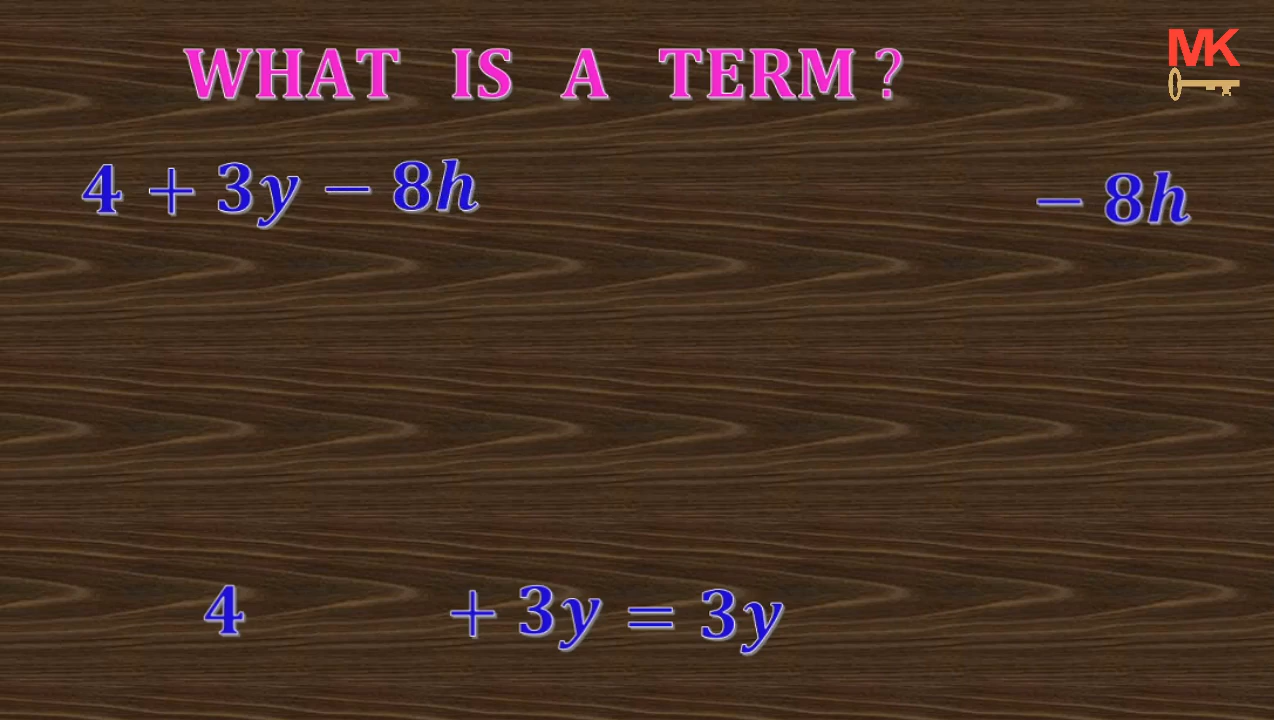 WHAT IS A TERM?
MK
4 + 3y − 8h
− 8h
4
+ 3y = 3y